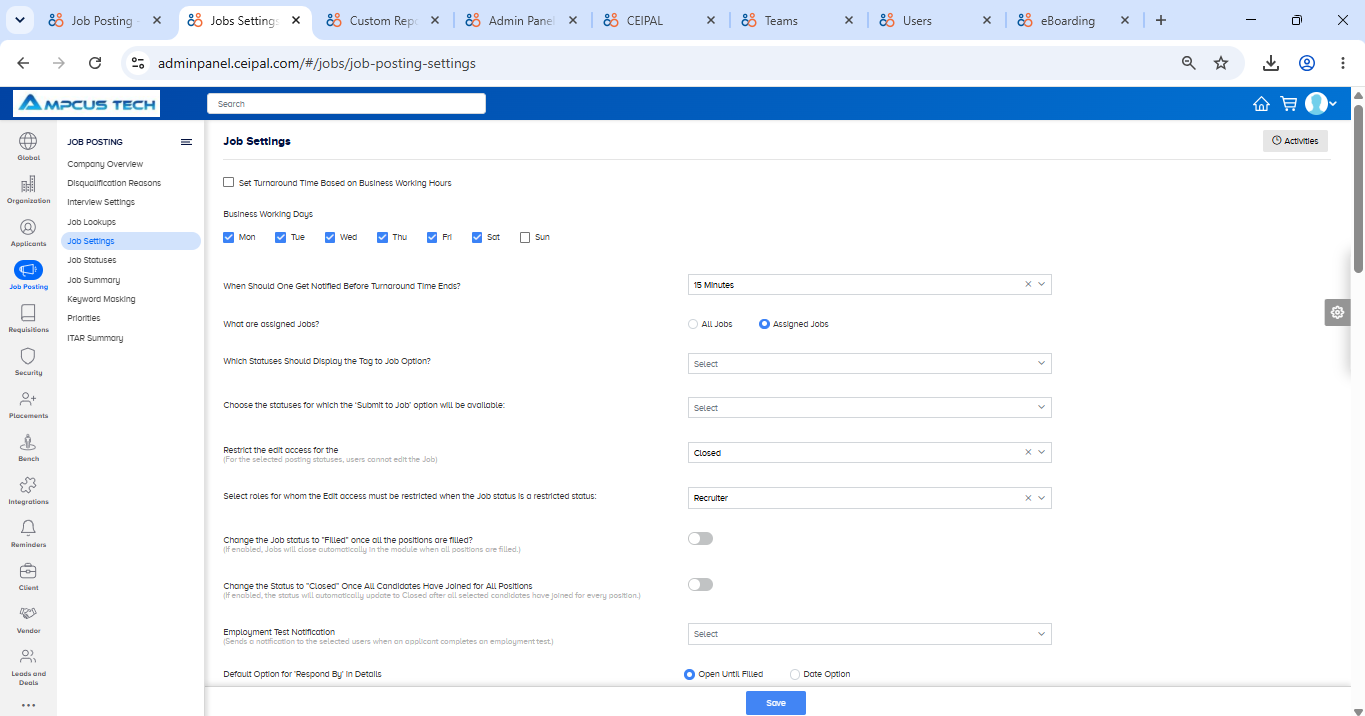 Job Posting -
Jobs Settings
Custom Repo
Admin Panel
CEIPAL
Teams
Users
eBoarding
adminpanel.ceipal.com/#/jobs/job-posting-settings
AMPCUS TECH
Search
Global
Organization
Applicants
Job Posting
Requisitions
Security
Placements
Bench
Integrations
Reminders
Client
Vendor
Leads and
Deals
JOB POSTING
Company Overview
Disqualification Reasons
Interview Settings
Job Lookups
Job Settings
Job Statuses
Job Summary
Keyword Masking
Priorities
ITAR Summary
Job Settings
Activities
Set Turnaround Time Based on Business Working Hours
Business Working Days
Mon Tue Wed Thu Fri Sat Sun
When Should One Get Notified Before Turnaround Time Ends? 15 Minutes
What are assigned Jobs? All Jobs Assigned Jobs
Which Statuses Should Display the Tag to Job Option? Select
Choose the statuses for which the 'Submit to Job' option will be available: Select
Restrict the edit access for the Closed
(For the selected posting statuses, users cannot edit the Job)
Select roles for whom the Edit access must be restricted when the Job status is a restricted status: Recruiter
Change the Job status to "Filled" once all the positions are filled?
(If enabled, Jobs will close automatically in the module when all positions are filled.)
Change the Status to "Closed" Once All Candidates Have Joined for All Positions
(If enabled, the status will automatically update to Closed after all selected candidates have joined for every position.)
Employment Test Notification Select
(Sends a notification to the selected users when an applicant completes an employment test.)
Default Option for 'Respond By' In Details Open Until Filled Date Option
Save